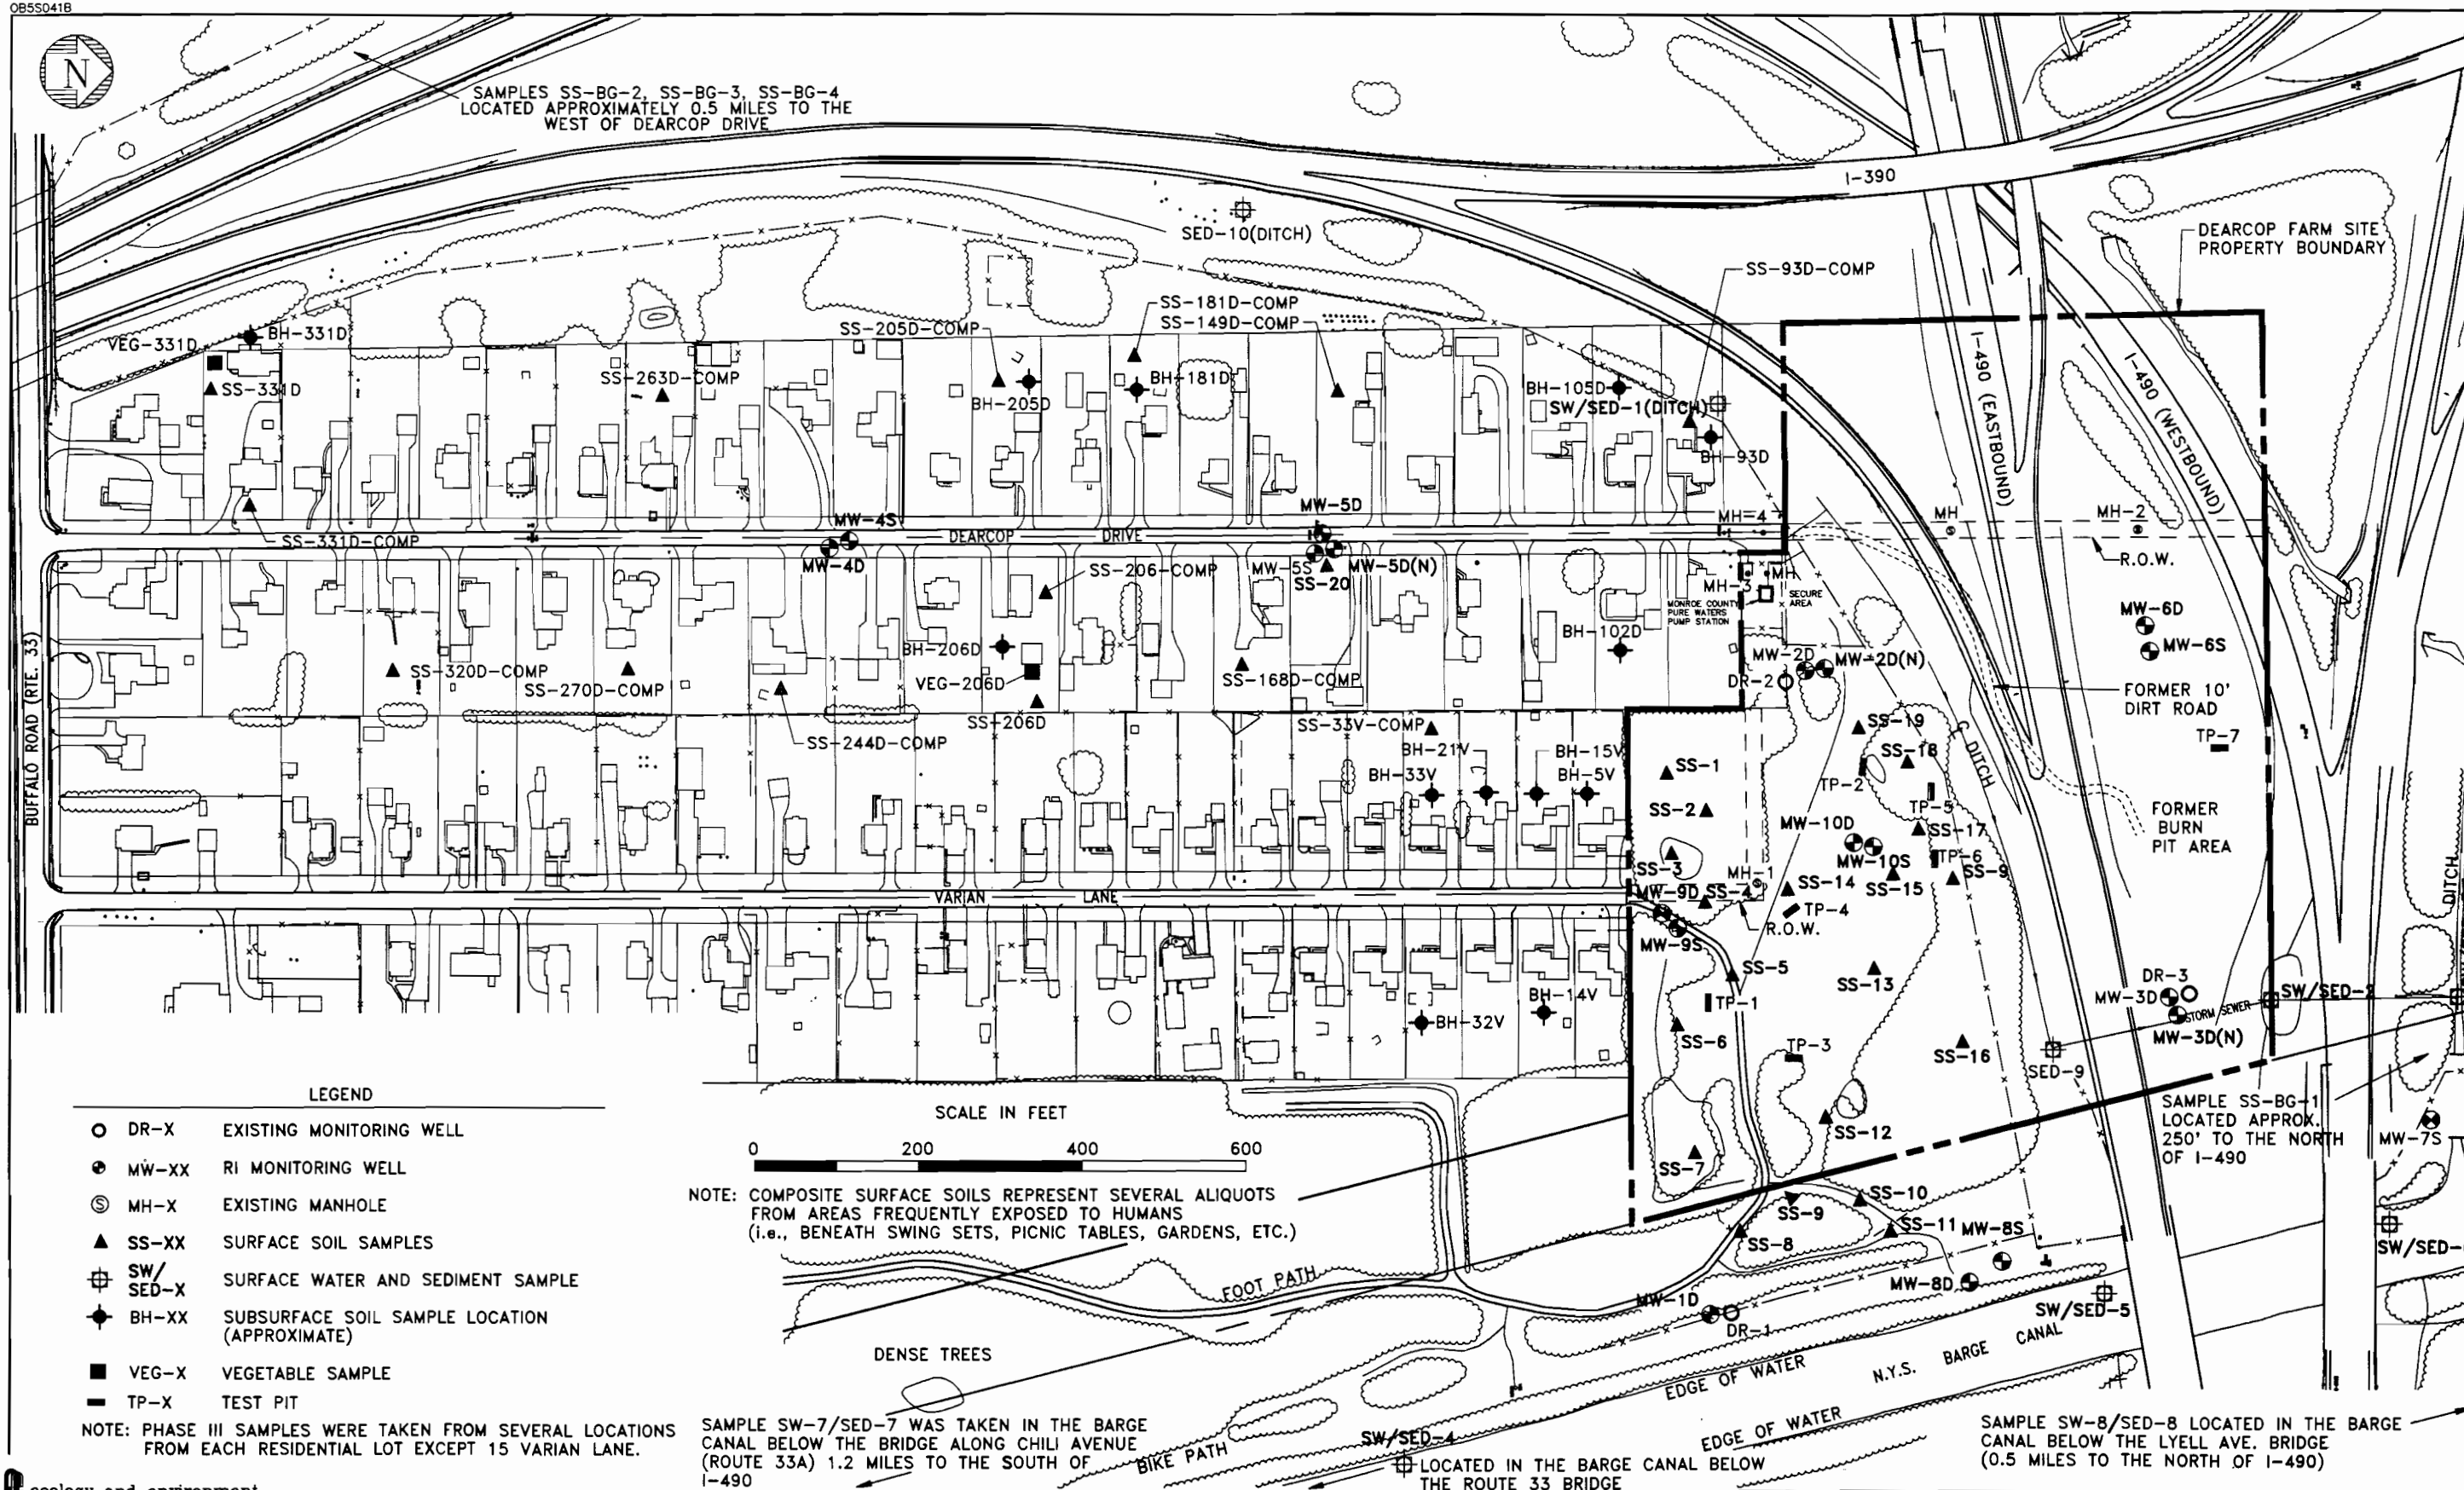 OB5S041B
N
SAMPLES SS-BG-2, SS-BG-3, SS-BG-4
LOCATED APPROXIMATELY 0.5 MILES TO THE
WEST OF DEARCOP DRIVE
I-390
SED-10(DITCH)
DEARCOP FARM SITE
PROPERTY BOUNDARY
SS-93D-COMP
SS-181D-COMP
SS-149D-COMP
SS-205D-COMP
BH-331D
VEG-331D
SS-331D
SS-263D-COMP
BH-205D
BH-181D
BH-105D
SW/SED-1(DITCH)
BH-93D
I-490 (EASTBOUND)
I-490 (WESTBOUND)
MW-4S
MW-5D
MH-4
MH
MH-2
SS-331D-COMP
DEARCOP DRIVE
MW-4D
MW-5S
MW-5D(N)
SS-20
R.O.W.
SS-206-COMP
MH-3
MH
SECURE
AREA
MONROE COUNTY
PURE WATERS
PUMP STATION
MW-6D
MW-6S
BH-206D
BH-102D
MW-2D
MW-2D(N)
DR-2
SS-320D-COMP
SS-270D-COMP
VEG-206D
SS-168D-COMP
FORMER 10'
DIRT ROAD
BUFFALO ROAD (RTE. 33)
SS-244D-COMP
SS-206D
SS-33V-COMP
SS-19
SS-18
TP-7
BH-21V
BH-15V
BH-33V
BH-5V
SS-1
TP-2
₵ DITCH
SS-2
TP-5
MW-10D
SS-17
FORMER
BURN
PIT AREA
SS-3
MH-1
MW-10S
TP-6
SS-9
SS-14
SS-15
DITCH
VARIAN LANE
MW-9D
SS-4
TP-4
R.O.W.
MW-9S
SS-5
SS-13
DR-3
MW-3D
SW/SED-2
STORM SEWER
MW-3D(N)
BH-14V
BH-32V
TP-1
SS-6
TP-3
SS-16
SED-9
LEGEND
DR-X EXISTING MONITORING WELL
MW-XX RI MONITORING WELL
MH-X EXISTING MANHOLE
SS-XX SURFACE SOIL SAMPLES
SW/
SED-X SURFACE WATER AND SEDIMENT SAMPLE
BH-XX SUBSURFACE SOIL SAMPLE LOCATION
(APPROXIMATE)
VEG-X VEGETABLE SAMPLE
TP-X TEST PIT
NOTE: PHASE III SAMPLES WERE TAKEN FROM SEVERAL LOCATIONS
FROM EACH RESIDENTIAL LOT EXCEPT 15 VARIAN LANE.
SCALE IN FEET
0 200 400 600
NOTE: COMPOSITE SURFACE SOILS REPRESENT SEVERAL ALIQUOTS
FROM AREAS FREQUENTLY EXPOSED TO HUMANS
(i.e., BENEATH SWING SETS, PICNIC TABLES, GARDENS, ETC.)
SAMPLE SS-BG-1
LOCATED APPROX.
250' TO THE NORTH
OF I-490
MW-7S
SS-12
SS-7
SS-10
SS-9
SS-11
MW-8S
SS-8
SW/SED-
MW-8D
FOOT PATH
MW-1D
DR-1
SW/SED-5
DENSE TREES
EDGE OF WATER
N.Y.S. BARGE CANAL
EDGE OF WATER
SAMPLE SW-7/SED-7 WAS TAKEN IN THE BARGE
CANAL BELOW THE BRIDGE ALONG CHILI AVENUE
(ROUTE 33A) 1.2 MILES TO THE SOUTH OF
I-490
BIKE PATH
SW/SED-4
LOCATED IN THE BARGE CANAL BELOW
THE ROUTE 33 BRIDGE
SAMPLE SW-8/SED-8 LOCATED IN THE BARGE
CANAL BELOW THE LYELL AVE. BRIDGE
(0.5 MILES TO THE NORTH OF I-490)
ecology and environment